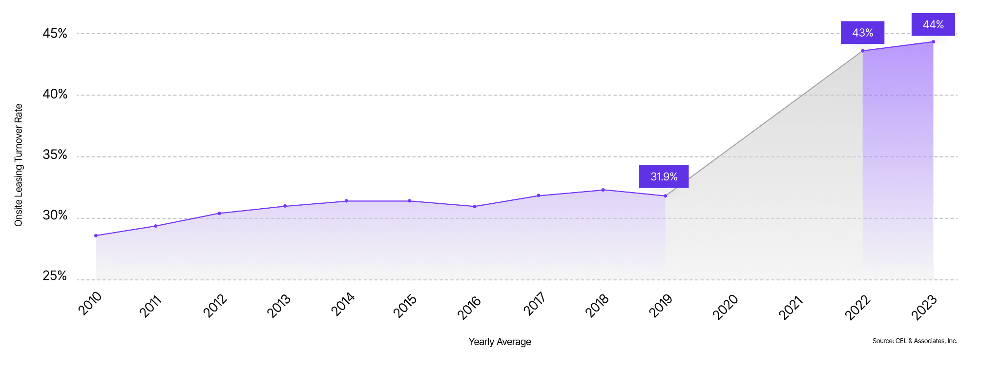 44%
43%
45%
40%
35%
31.9%
30%
25%
Onsite Leasing Turnover Rate
2010 2011 2012 2013 2014 2015 2016 2017 2018 2019 2020 2021 2022 2023
Yearly Average
Source: CEL & Associates, Inc.